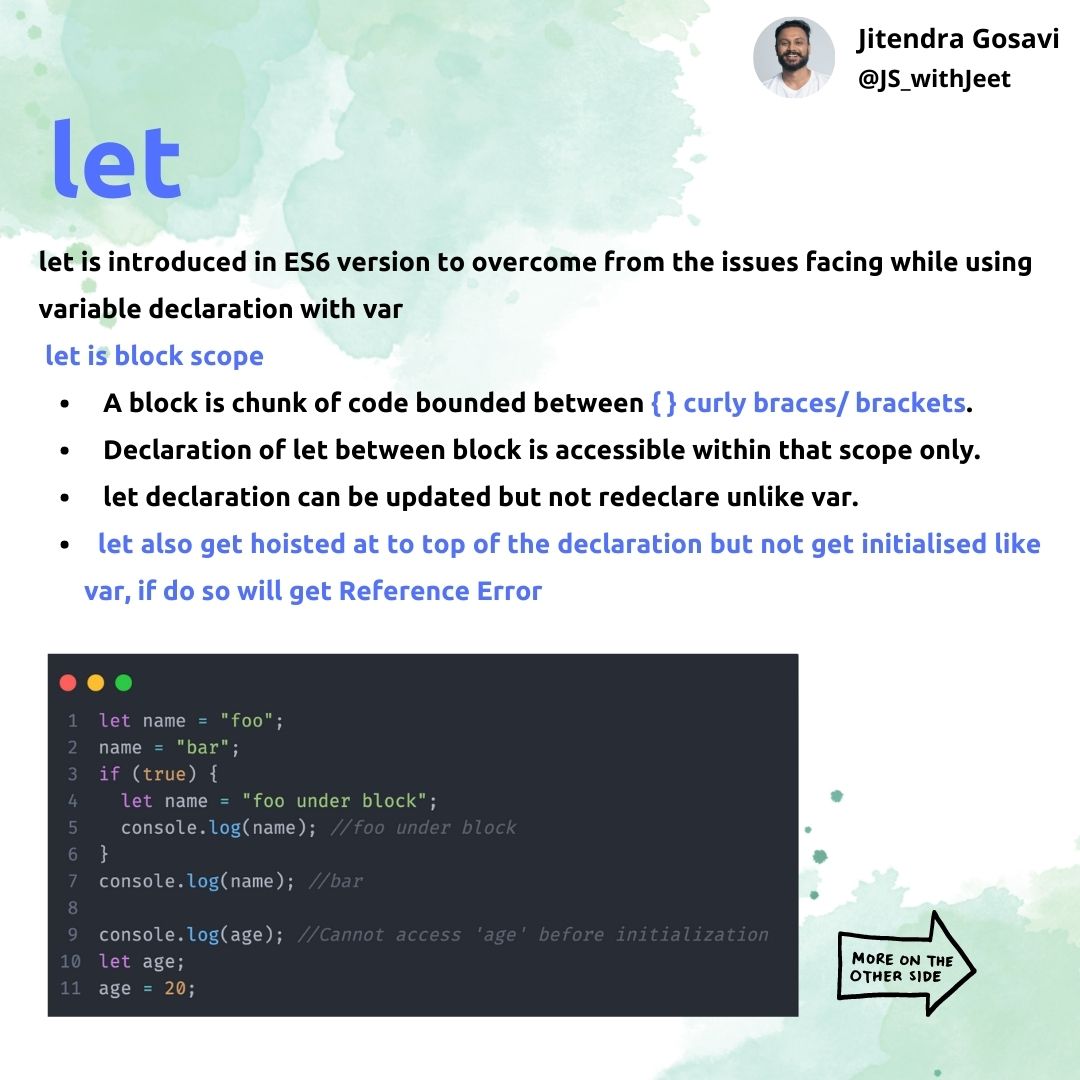 Jitendra Gosavi
@JS_withJeet
let
let is introduced in ES6 version to overcome from the issues facing while using
variable declaration with var
let is block scope
• A block is chunk of code bounded between { } curly braces/ brackets.
• Declaration of let between block is accessible within that scope only.
• let declaration can be updated but not redeclare unlike var.
• let also get hoisted at to top of the declaration but not get initialised like
var, if do so will get Reference Error
1 let name = "foo";
2 name = "bar";
3 if (true) {
4   let name = "foo under block";
5   console.log(name); //foo under block
6 }
7 console.log(name); //bar
8
9 console.log(age); //Cannot access 'age' before initialization
10 let age;
11 age = 20;
MORE ON THE
OTHER SIDE